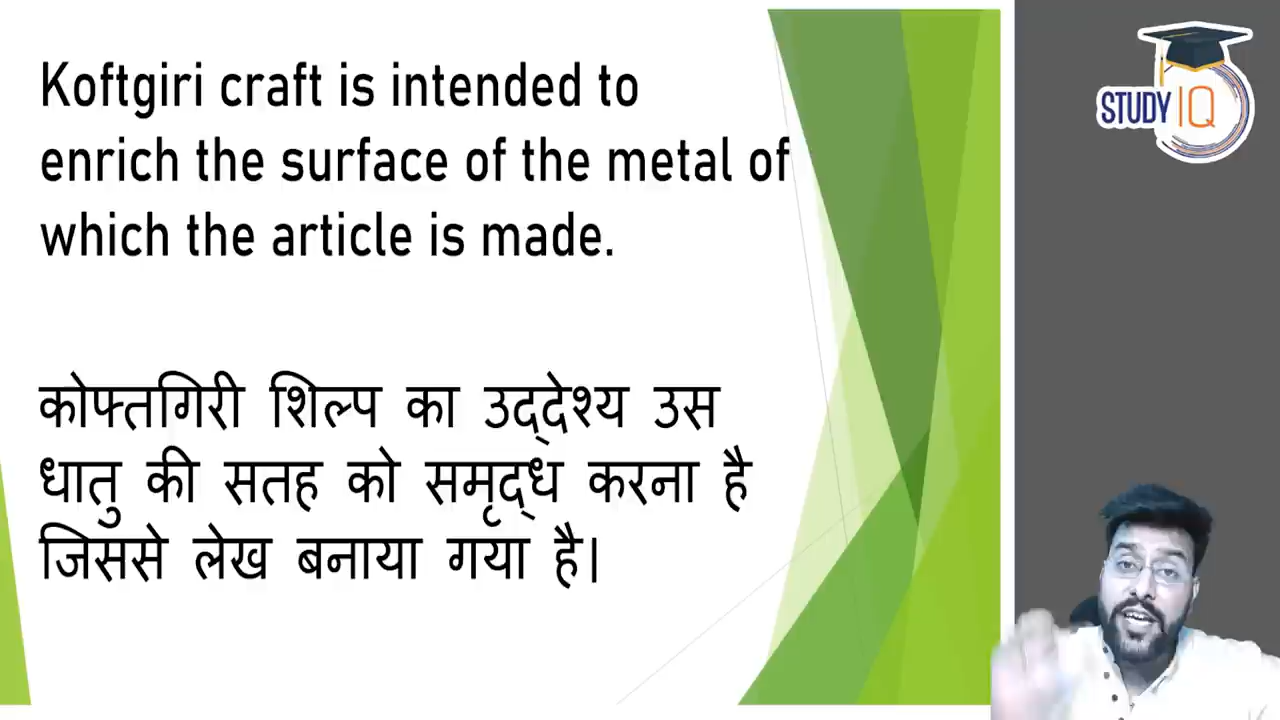 Koftgiri craft is intended to
enrich the surface of the metal of
which the article is made.
कोफ्तगिरी शिल्प का उद्देश्य उस
धातु की सतह को समृद्ध करना है
जिससे लेख बनाया गया है।
STUDY IQ